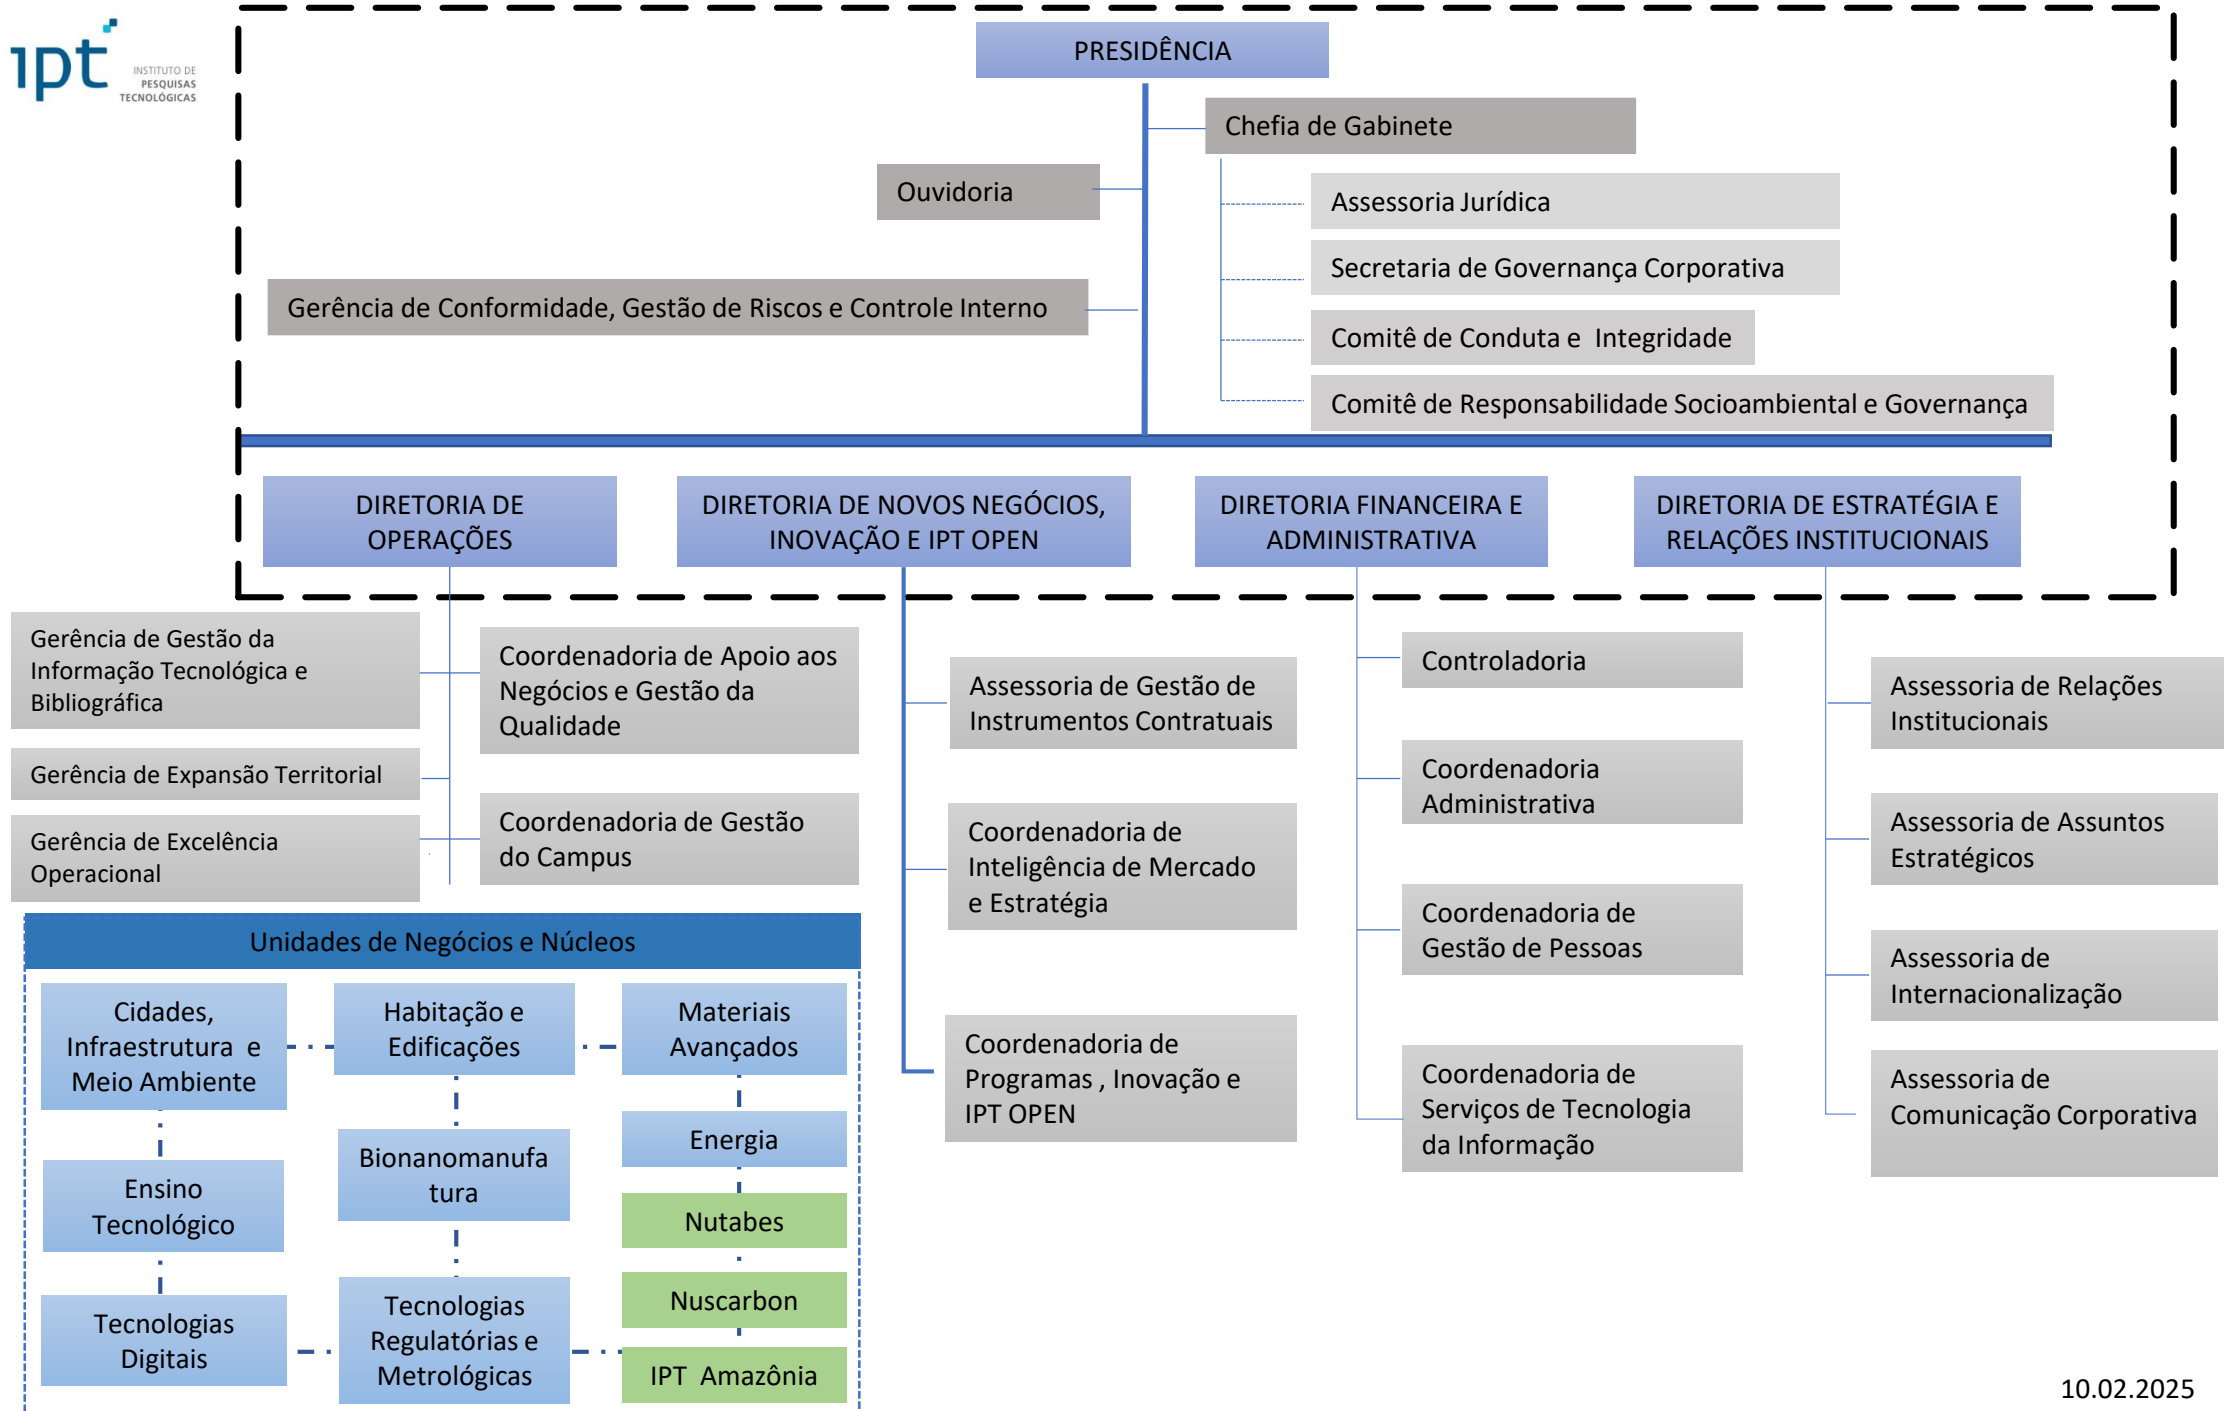 ipt
INSTITUTO DE
PESQUISAS
TECNOLÓGICAS
PRESIDÊNCIA
Chefia de Gabinete
Ouvidoria
Assessoria Jurídica
Secretaria de Governança Corporativa
Gerência de Conformidade, Gestão de Riscos e Controle Interno
Comitê de Conduta e Integridade
Comitê de Responsabilidade Socioambiental e Governança
DIRETORIA DE
OPERAÇÕES
DIRETORIA DE NOVOS NEGÓCIOS,
INOVAÇÃO E IPT OPEN
DIRETORIA FINANCEIRA E
ADMINISTRATIVA
DIRETORIA DE ESTRATÉGIA E
RELAÇÕES INSTITUCIONAIS
Gerência de Gestão da
Informação Tecnológica e
Bibliográfica
Gerência de Expansão Territorial
Gerência de Excelência
Operacional
Coordenadoria de Apoio aos
Negócios e Gestão da
Qualidade
Coordenadoria de Gestão
do Campus
Assessoria de Gestão de
Instrumentos Contratuais
Coordenadoria de
Inteligência de Mercado
e Estratégia
Coordenadoria de
Programas , Inovação e
IPT OPEN
Controladoria
Coordenadoria
Administrativa
Coordenadoria de
Gestão de Pessoas
Coordenadoria de
Serviços de Tecnologia
da Informação
Assessoria de Relações
Institucionais
Assessoria de Assuntos
Estratégicos
Assessoria de
Internacionalização
Assessoria de
Comunicação Corporativa
Unidades de Negócios e Núcleos
Cidades,
Infraestrutura e
Meio Ambiente
Habitação e
Edificações
Materiais
Avançados
Ensino
Tecnológico
Bionanomanufa
tura
Energia
Nutabes
Nuscarbon
IPT Amazônia
Tecnologias
Digitais
Tecnologias
Regulatórias e
Metrológicas
10.02.2025